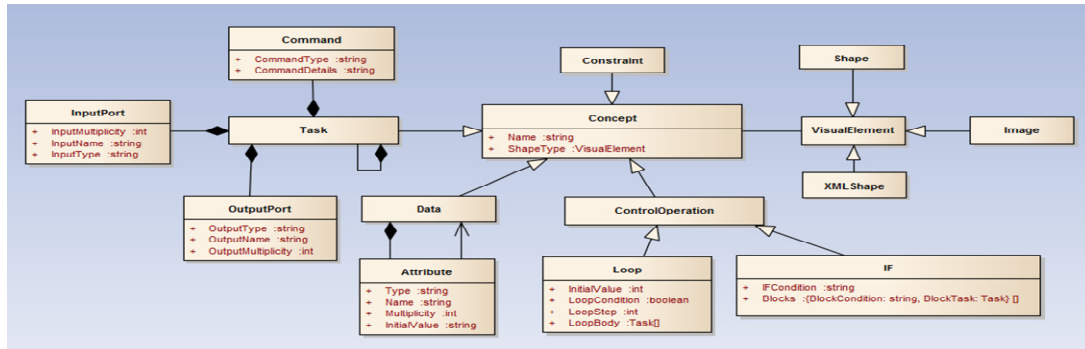 Command
+ CommandType :string
+ CommandDetails :string
Constraint
Shape
InputPort
+ InputMultiplicity :int
+ InputName :string
+ InputType :string
Task
Concept
+ Name :string
+ ShapeType :VisualElement
VisualElement
Image
XMLShape
OutputPort
+ OutputType :string
+ OutputName :string
+ OutputMultiplicity :int
Data
ControlOperation
Attribute
+ Type :string
+ Name :string
+ Multiplicity :int
+ InitialValue :string
Loop
+ InitialValue :int
+ LoopCondition :boolean
+ LoopStep :int
+ LoopBody :Task[]
IF
+ IFCondition :string
+ Blocks :{BlockCondition: string, BlockTask: Task} []